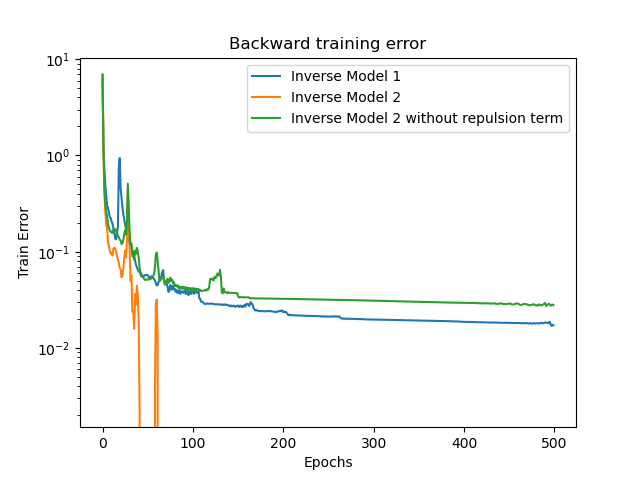 Backward training error
Inverse Model 1
Inverse Model 2
Inverse Model 2 without repulsion term
Train Error
10¹
10⁰
10⁻¹
10⁻²
0 100 200 300 400 500
Epochs